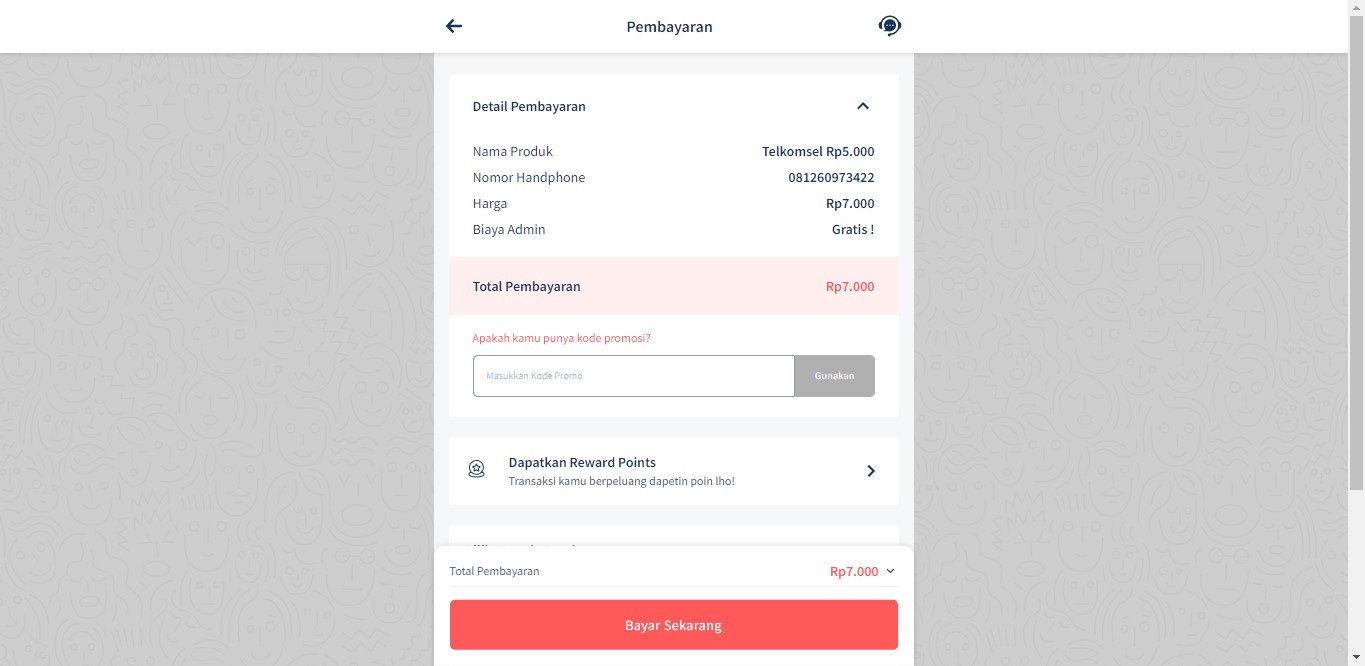 Pembayaran
Detail Pembayaran
Nama Produk Telkomsel Rp5.000
Nomor Handphone 081260973422
Harga Rp7.000
Biaya Admin Gratis !
Total Pembayaran Rp7.000
Apakah kamu punya kode promosi?
Masukkan Kode Promo Gunakan
Dapatkan Reward Points
Transaksi kamu berpeluang dapetin poin lho!
Total Pembayaran Rp7.000
Bayar Sekarang